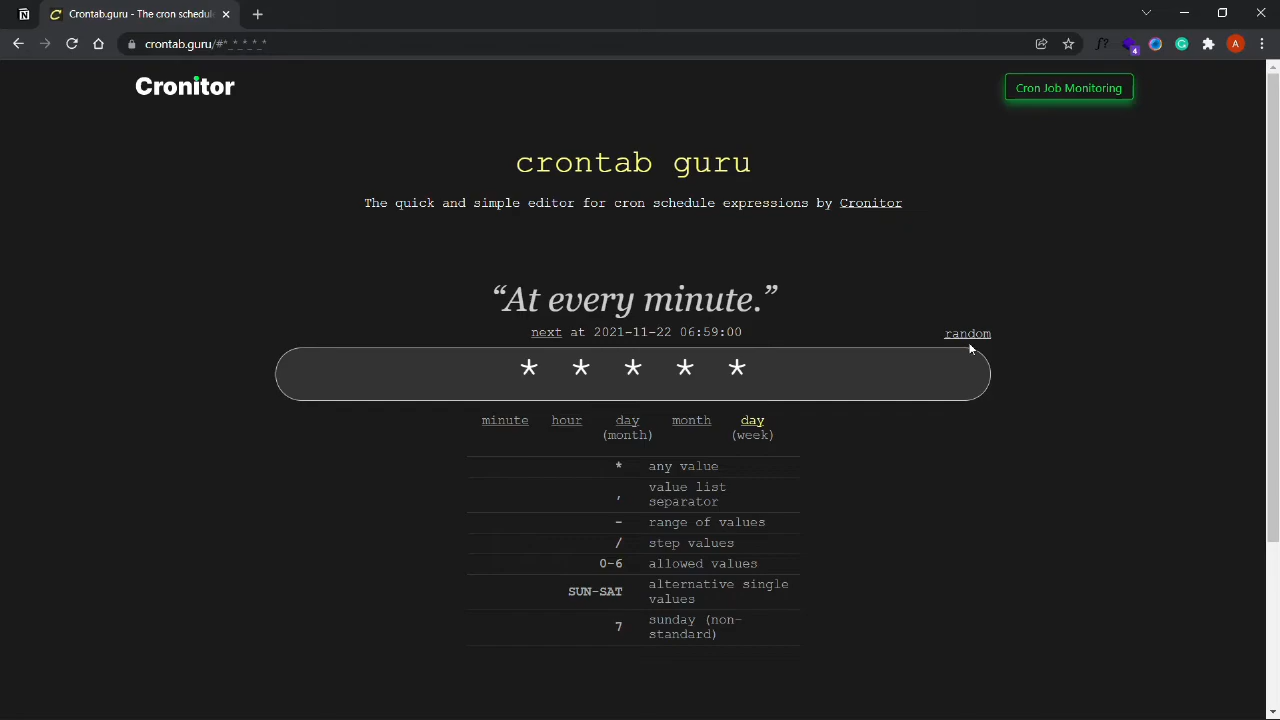 Crontab.guru - The cron schedul
crontab.guru/#*_*_*_*_*
4
A
Cronitor
Cron Job Monitoring
crontab guru
The quick and simple editor for cron schedule expressions by Cronitor
“At every minute.”
next at 2021-11-22 06:59:00
random
* * * * *
minute hour day month day
(month) (week)
* any value
, value list
separator
- range of values
/ step values
0-6 allowed values
SUN-SAT alternative single
values
7 sunday (non-
standard)